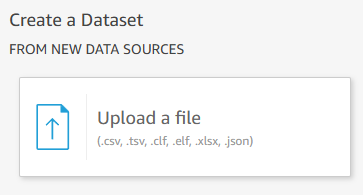 Create a Dataset
FROM NEW DATA SOURCES
Upload a file
(.csv, .tsv, .clf, .elf, .xlsx, .json)